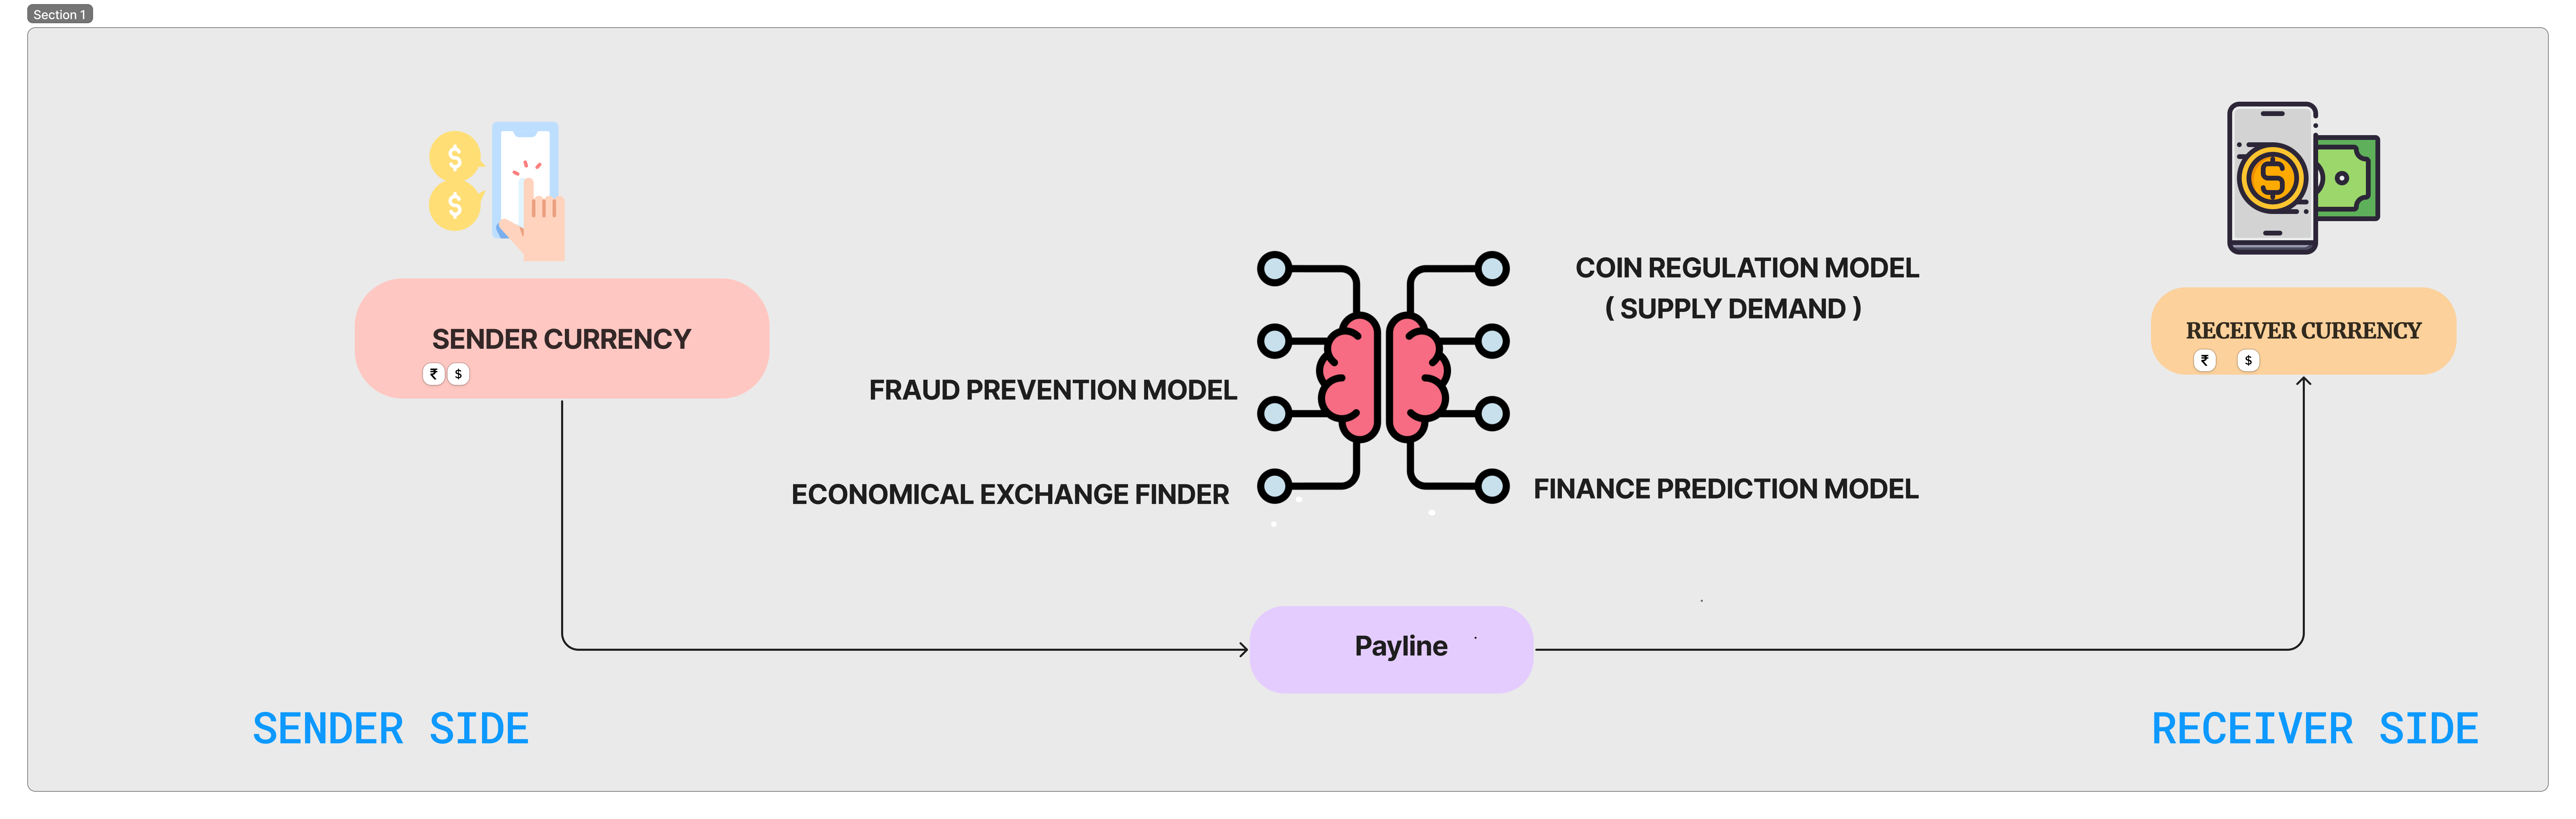 Section 1
$
$
$
SENDER CURRENCY
₹ $
FRAUD PREVENTION MODEL
ECONOMICAL EXCHANGE FINDER
COIN REGULATION MODEL
( SUPPLY DEMAND )
FINANCE PREDICTION MODEL
RECEIVER CURRENCY
₹ $
Payline
SENDER SIDE
RECEIVER SIDE